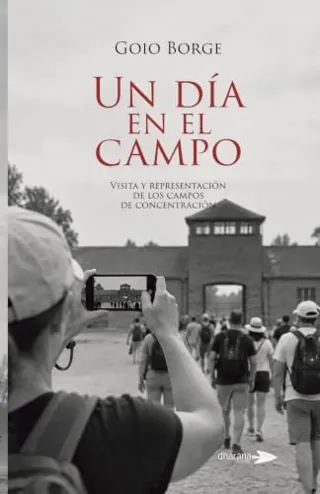 GOIO BORGE
UN DÍA
EN EL
CAMPO
VISITA Y REPRESENTACIÓN
DE LOS CAMPOS
DE CONCENTRACIÓN
dharana